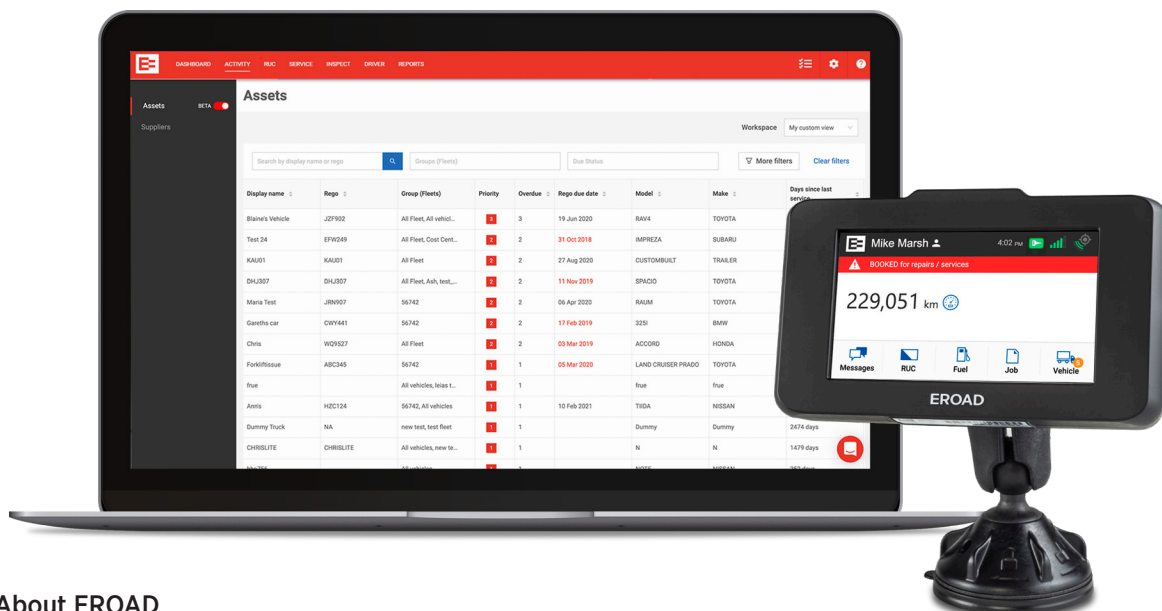 DASHBOARD ACTIVITY RUC SERVICE INSPECT DRIVER REPORTS
Assets BETA
Suppliers
Assets
Workspace My custom view
Search by display name or rego Groups (Fleets) Due Status More filters Clear filters
Display name Rego Group (Fleets) Priority Overdue Rego due date Model Make Days since last service
Blaine's Vehicle JZF902 All Fleet, All vehicl... 3 3 19 Jun 2020 RAV4 TOYOTA
Test 24 EFW249 All Fleet, Cost Cent... 2 2 31 Oct 2018 IMPREZA SUBARU
KAU01 KAU01 All Fleet 2 2 27 Aug 2020 CUSTOMBUILT TRAILER
DHJ307 DHJ307 All Fleet, Ash, test,... 2 2 11 Nov 2019 SPACIO TOYOTA
Maria Test JRN907 56742 2 2 06 Apr 2020 RAUM TOYOTA
Gareths car CWY441 56742 2 2 17 Feb 2019 325I BMW
Chris WQ9527 All Fleet 2 2 03 Mar 2019 ACCORD HONDA
Forkliftissue ABC345 56742 1 1 05 Mar 2020 LAND CRUISER PRADO TOYOTA
frue All vehicles, leias t... 1 1 frue frue
Ann's HZC124 56742, All vehicles 1 1 10 Feb 2021 TIIDA NISSAN
Dummy Truck NA new test, test fleet 1 1 Dummy Dummy 2474 days
CHRISLITE CHRISLITE All vehicles, new te... 1 1 N N 1479 days
All vehicles 1 1 NOTE NISSAN
Mike Marsh 4:02 PM
BOOKED for repairs / services
229,051 km
Messages RUC Fuel Job Vehicle 6
EROAD
About EROAD